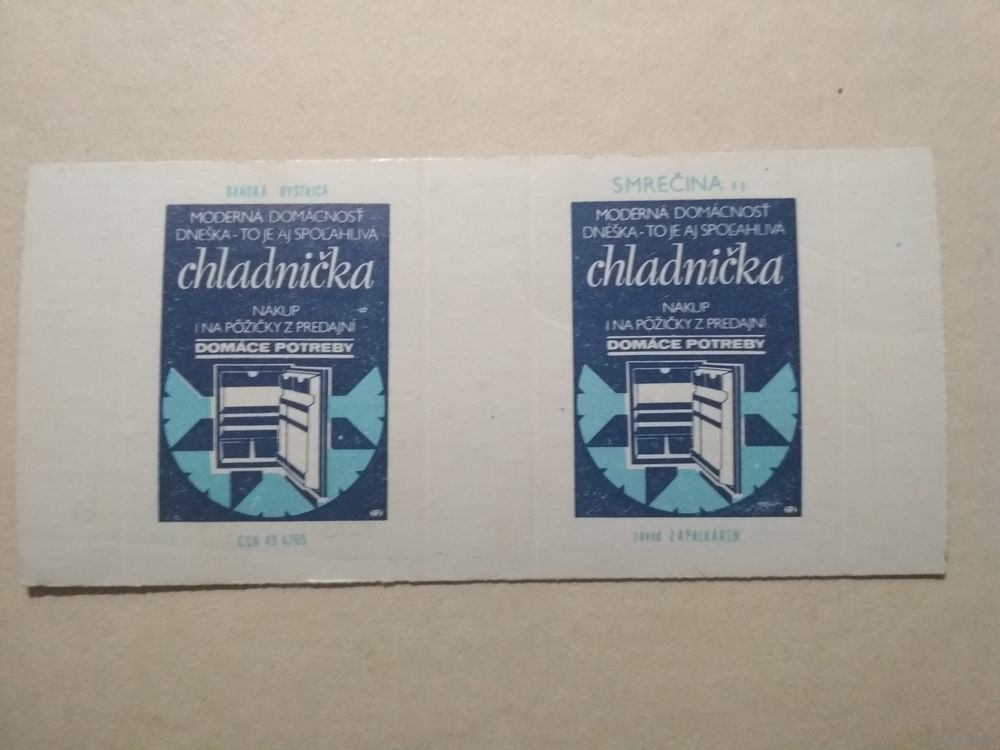 BANSKÁ BYSTRICA
MODERNÁ DOMÁCNOSŤ
DNEŠKA - TO JE AJ SPOĽAHLIVÁ
chladnička
NÁKUP
I NA PÔŽIČKY Z PREDAJNÍ
DOMÁCE POTREBY
SMREČINA n.p.
MODERNÁ DOMÁCNOSŤ
DNEŠKA - TO JE AJ SPOĽAHLIVÁ
chladnička
NÁKUP
I NA PÔŽIČKY Z PREDAJNÍ
DOMÁCE POTREBY
závod ZÁPALKÁREŇ